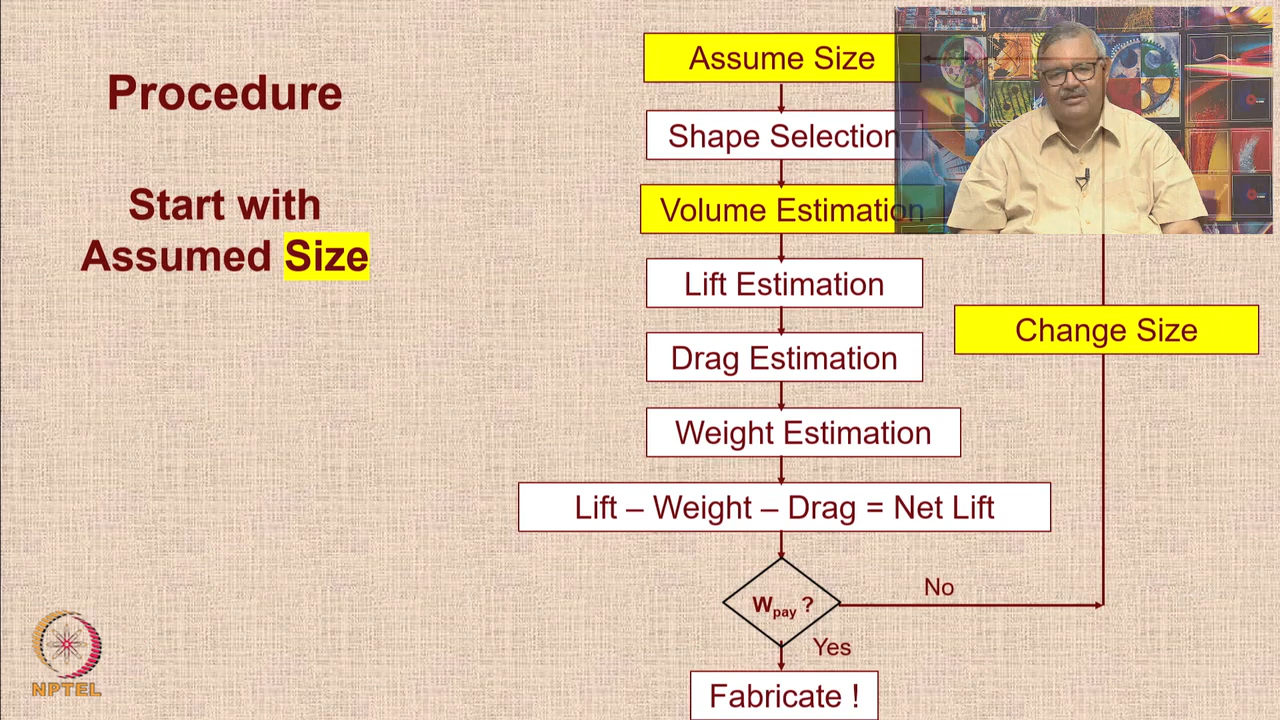 Procedure
Start with
Assumed Size
Assume Size
Shape Selection
Volume Estimation
Lift Estimation
Drag Estimation
Weight Estimation
Lift – Weight – Drag = Net Lift
Wpay ?
Yes
Fabricate !
No
Change Size
NPTEL